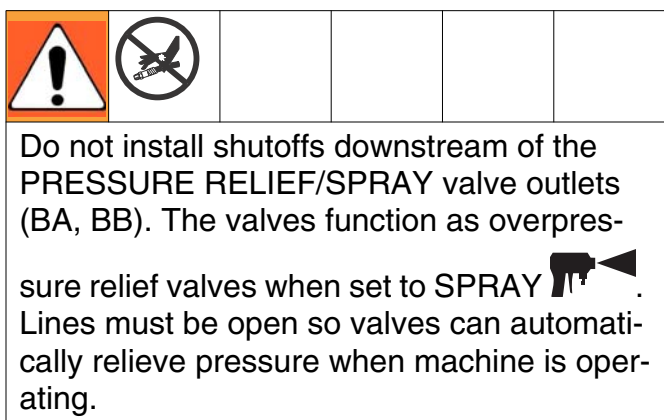 Do not install shutoffs downstream of the
PRESSURE RELIEF/SPRAY valve outlets
(BA, BB). The valves function as overpres-
sure relief valves when set to SPRAY .
Lines must be open so valves can automati-
cally relieve pressure when machine is oper-
ating.